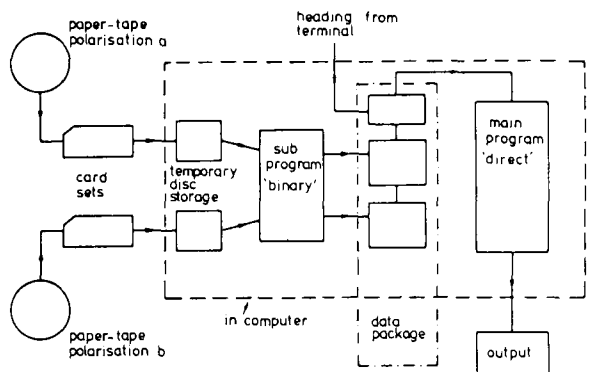 paper-tape
polarisation a
heading from
terminal
card
sets
temporary
disc
storage
sub
program
'binary'
main
program
'direct'
in computer
data
package
paper-tape
polarisation b
output